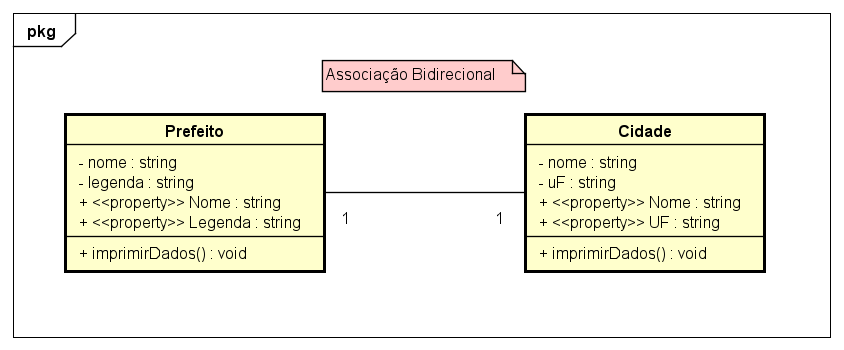 pkg
Associação Bidirecional
Prefeito
- nome : string
- legenda : string
+ <<property>> Nome : string
+ <<property>> Legenda : string
+ imprimirDados() : void
1
1
Cidade
- nome : string
- uF : string
+ <<property>> Nome : string
+ <<property>> UF : string
+ imprimirDados() : void